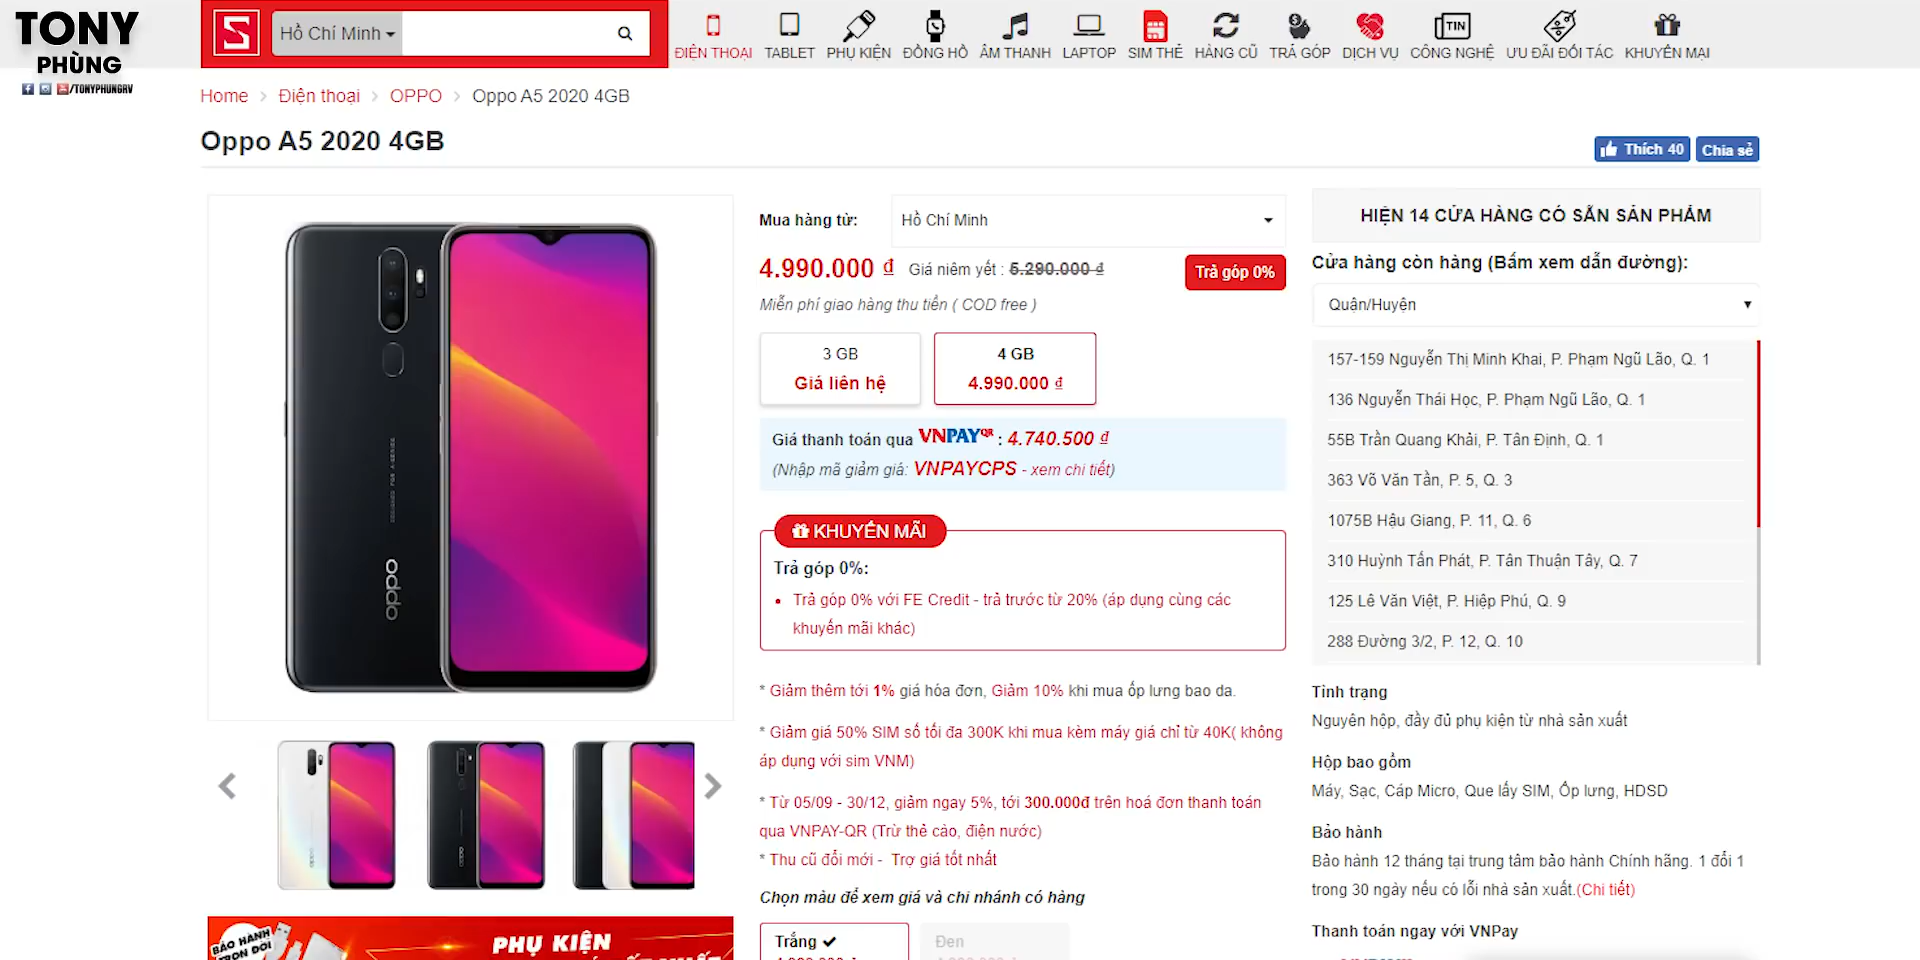 TONY
PHÙNG
/TONYPHUNGRV
S
Hồ Chí Minh
ĐIỆN THOẠI
TABLET
PHỤ KIỆN
ĐỒNG HỒ
ÂM THANH
LAPTOP
SIM THẺ
HÀNG CŨ
TRẢ GÓP
DỊCH VỤ
TIN
CÔNG NGHỆ
ƯU ĐÃI ĐỐI TÁC
KHUYẾN MẠI
Home > Điện thoại > OPPO > Oppo A5 2020 4GB
Oppo A5 2020 4GB
Thích 40
Chia sẻ
oppo
Mua hàng từ:
Hồ Chí Minh
4.990.000 đ Giá niêm yết : 5.290.000 đ
Trả góp 0%
Miễn phí giao hàng thu tiền ( COD free )
3 GB
Giá liên hệ
4 GB
4.990.000 đ
Giá thanh toán qua VNPAYQR : 4.740.500 đ
(Nhập mã giảm giá: VNPAYCPS - xem chi tiết)
KHUYẾN MÃI
Trả góp 0%:
• Trả góp 0% với FE Credit - trả trước từ 20% (áp dụng cùng các
khuyến mãi khác)
* Giảm thêm tới 1% giá hóa đơn, Giảm 10% khi mua ốp lưng bao da.
* Giảm giá 50% SIM số tối đa 300K khi mua kèm máy giá chỉ từ 40K( không
áp dụng với sim VNM)
* Từ 05/09 - 30/12, giảm ngay 5%, tới 300.000đ trên hoá đơn thanh toán
qua VNPAY-QR (Trừ thẻ cào, điện nước)
* Thu cũ đổi mới - Trợ giá tốt nhất
Chọn màu để xem giá và chi nhánh có hàng
Trắng ✔
Đen
HIỆN 14 CỬA HÀNG CÓ SẴN SẢN PHẨM
Cửa hàng còn hàng (Bấm xem dẫn đường):
Quận/Huyện
157-159 Nguyễn Thị Minh Khai, P. Phạm Ngũ Lão, Q. 1
136 Nguyễn Thái Học, P. Phạm Ngũ Lão, Q. 1
55B Trần Quang Khải, P. Tân Định, Q. 1
363 Võ Văn Tần, P. 5, Q. 3
1075B Hậu Giang, P. 11, Q. 6
310 Huỳnh Tấn Phát, P. Tân Thuận Tây, Q. 7
125 Lê Văn Việt, P. Hiệp Phú, Q. 9
288 Đường 3/2, P. 12, Q. 10
Tình trạng
Nguyên hộp, đầy đủ phụ kiện từ nhà sản xuất
Hộp bao gồm
Máy, Sạc, Cáp Micro, Que lấy SIM, Ốp lưng, HDSD
Bảo hành
Bảo hành 12 tháng tại trung tâm bảo hành Chính hãng. 1 đổi 1
trong 30 ngày nếu có lỗi nhà sản xuất.(Chi tiết)
Thanh toán ngay với VNPay
BẢO HÀNH
TRỌN ĐỜI
PHỤ KIỆN